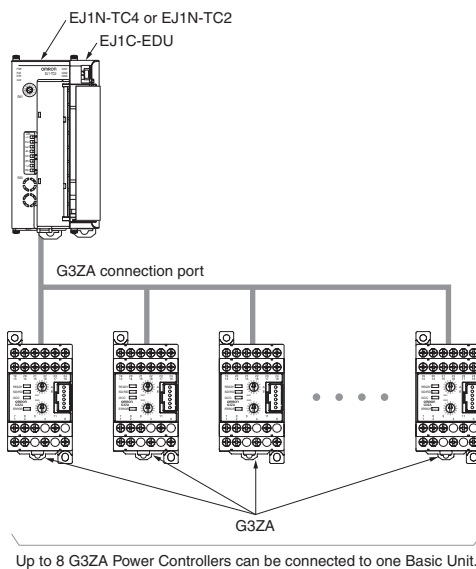 EJ1N-TC4 or EJ1N-TC2
EJ1C-EDU
OMRON
G3ZA connection port
G3ZA
Up to 8 G3ZA Power Controllers can be connected to one Basic Unit.